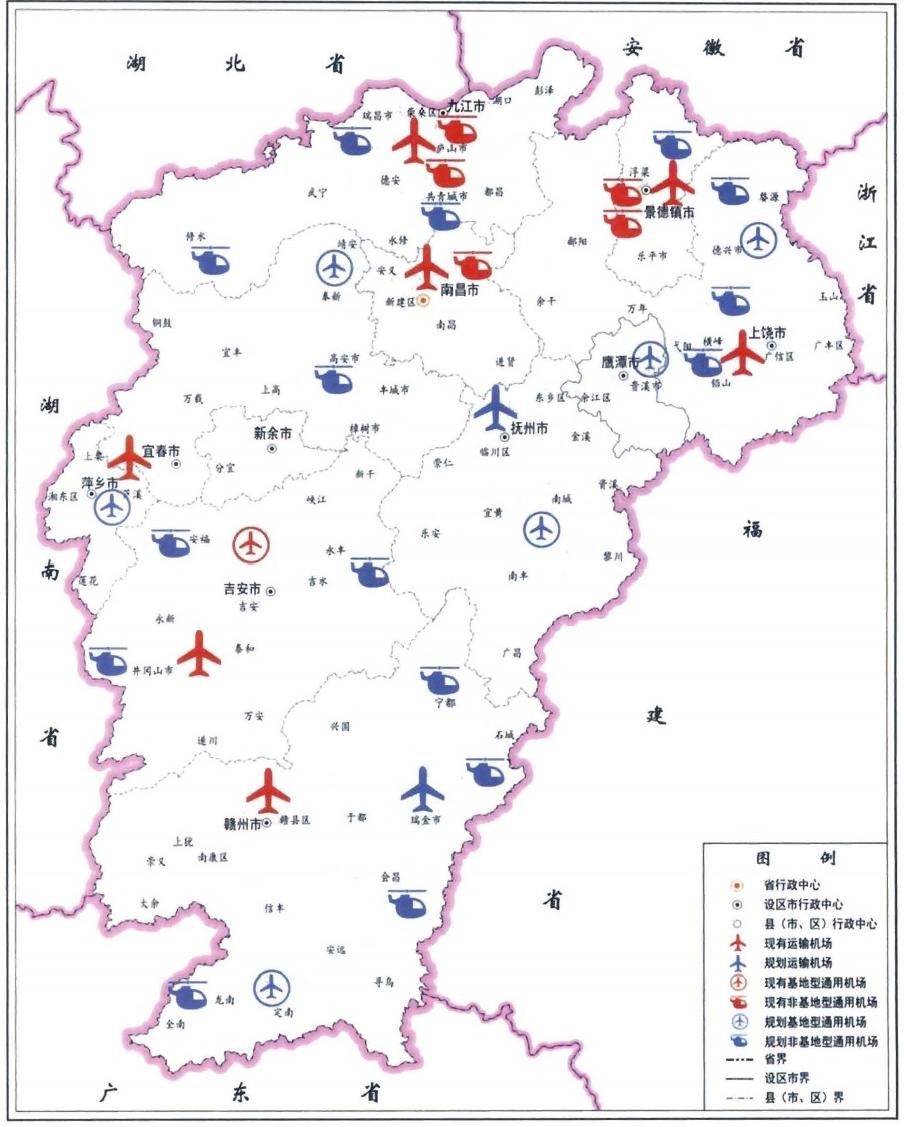 湖 北 省
安 徽 省
浙江省
湖南省
福建省
广 东 省
彭泽
湖口
九江市
柴桑区
瑞昌市
庐山市
德安
武宁
共青城市
都昌
浮梁
景德镇市
婺源
修水
靖安
永修
安义
鄱阳
乐平市
德兴市
奉新
新建区
南昌市
南昌
余干
万年
玉山
铜鼓
宜丰
高安市
进贤
弋阳
横峰
上饶市
广信区
广丰区
鹰潭市
贵溪市
铅山
万载
上高
丰城市
东乡区
余江区
樟树市
抚州市
临川区
金溪
新余市
上栗
宜春市
分宜
新干
崇仁
萍乡市
湘东区
芦溪
峡江
宜黄
南城
资溪
安福
永丰
乐安
黎川
莲花
吉安市
吉安
吉水
南丰
永新
泰和
井冈山市
广昌
宁都
万安
兴国
遂川
石城
赣州市
赣县区
于都
瑞金市
上犹
崇义
南康区
会昌
大余
信丰
安远
寻乌
龙南
全南
定南
图 例
省行政中心
设区市行政中心
县（市、区）行政中心
现有运输机场
规划运输机场
现有基地型通用机场
现有非基地型通用机场
规划基地型通用机场
规划非基地型通用机场
省界
设区市界
县（市、区）界